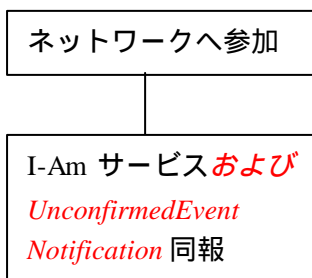 ネットワークへ参加
I-Am サービスおよび
UnconfirmedEvent
Notification 同報